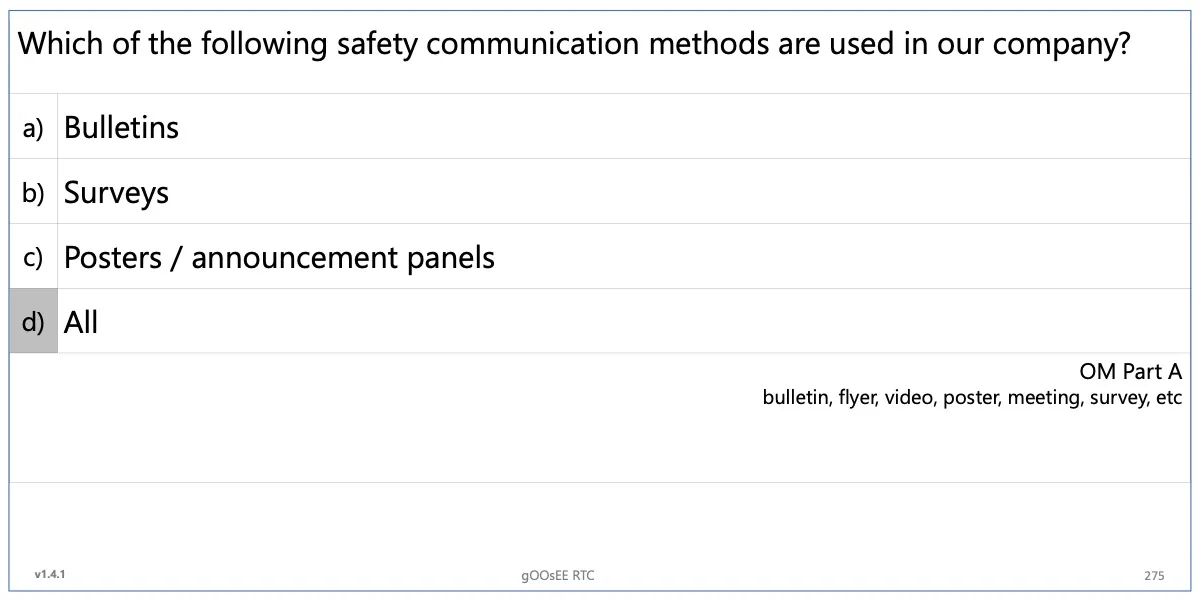 Which of the following safety communication methods are used in our company?
a) Bulletins
b) Surveys
c) Posters / announcement panels
d) All
OM Part A
bulletin, flyer, video, poster, meeting, survey, etc
v1.4.1 gOOsEE RTC 275